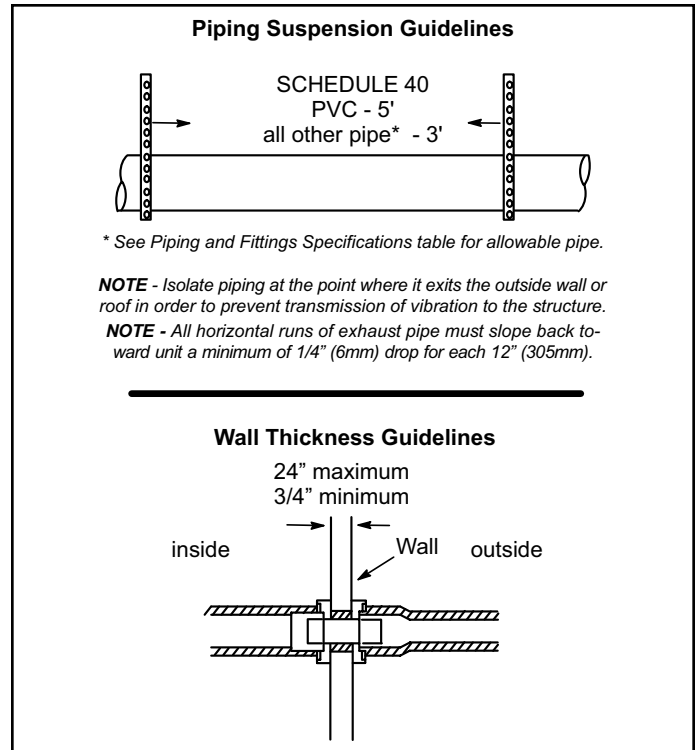 Piping Suspension Guidelines
SCHEDULE 40
PVC - 5'
all other pipe* - 3'
* See Piping and Fittings Specifications table for allowable pipe.
NOTE - Isolate piping at the point where it exits the outside wall or
roof in order to prevent transmission of vibration to the structure.
NOTE - All horizontal runs of exhaust pipe must slope back to-
ward unit a minimum of 1/4” (6mm) drop for each 12” (305mm).
Wall Thickness Guidelines
24” maximum
3/4” minimum
inside Wall outside